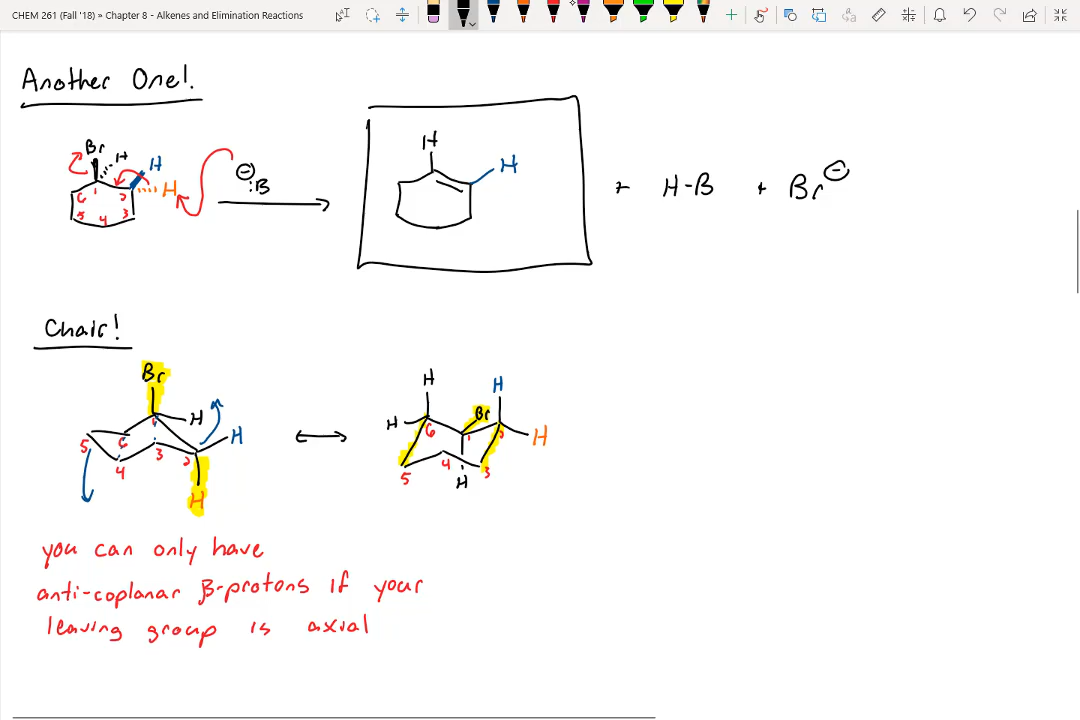 CHEM 261 (Fall '18) » Chapter 8 - Alkenes and Elimination Reactions
Another One!
Br H H H
1 2 3 4 5 6
⊖
:B
H
H
+ H-B + Br⊖
Chair!
Br
H
H
H
1 2 3 4 5 6
H
H
Br
H
H
H
1 2 3 4 5 6
you can only have
anti-coplanar β-protons if your
leaving group is axial